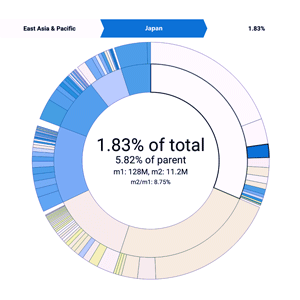 East Asia & Pacific
Japan
1.83%
1.83% of total
5.82% of parent
m1: 128M, m2: 11.2M
m2/m1: 8.75%